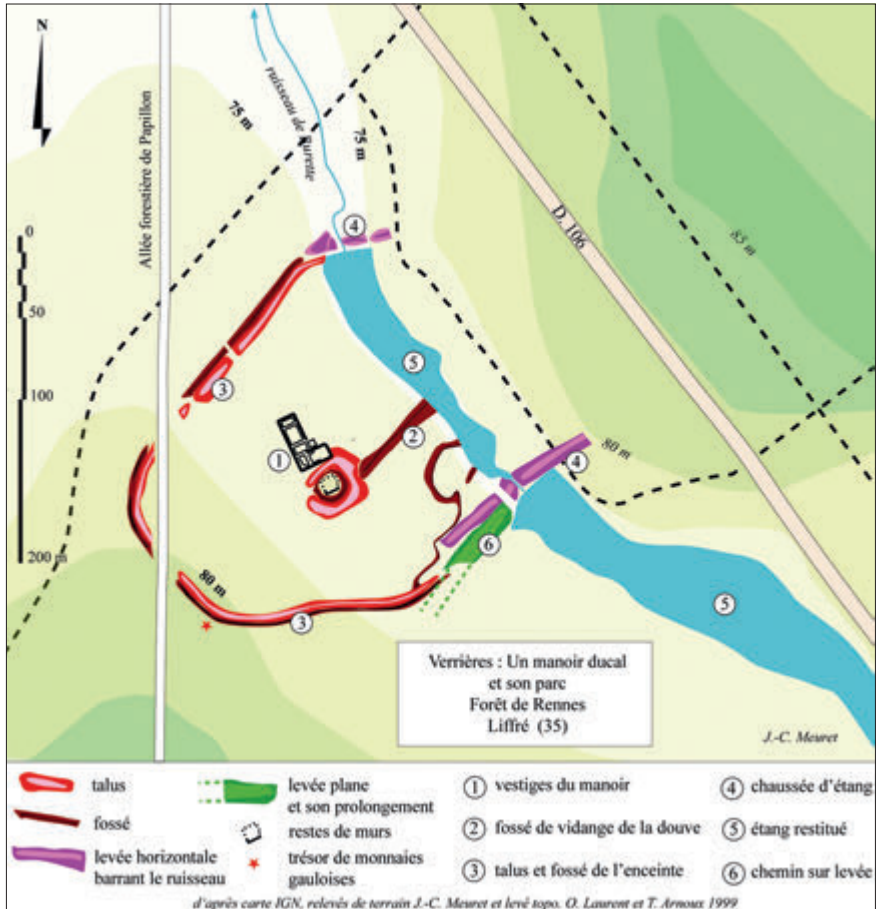 N
ruisseau de Rurette
75 m
75 m
Allée forestière de Papillon
0
50
100
200 m
D. 106
85 m
80 m
80 m
4
5
3
2
1
4
6
3
5
Verrières : Un manoir ducal
et son parc
Forêt de Rennes
Liffré (35)
J.-C. Meuret
talus
fossé
levée horizontale
barrant le ruisseau
levée plane
et son prolongement
restes de murs
trésor de monnaies
gauloises
1 vestiges du manoir
2 fossé de vidange de la douve
3 talus et fossé de l'enceinte
4 chaussée d'étang
5 étang restitué
6 chemin sur levée
d'après carte IGN, relevés de terrain J.-C. Meuret et levé topo. O. Laurent et T. Arnoux 1999